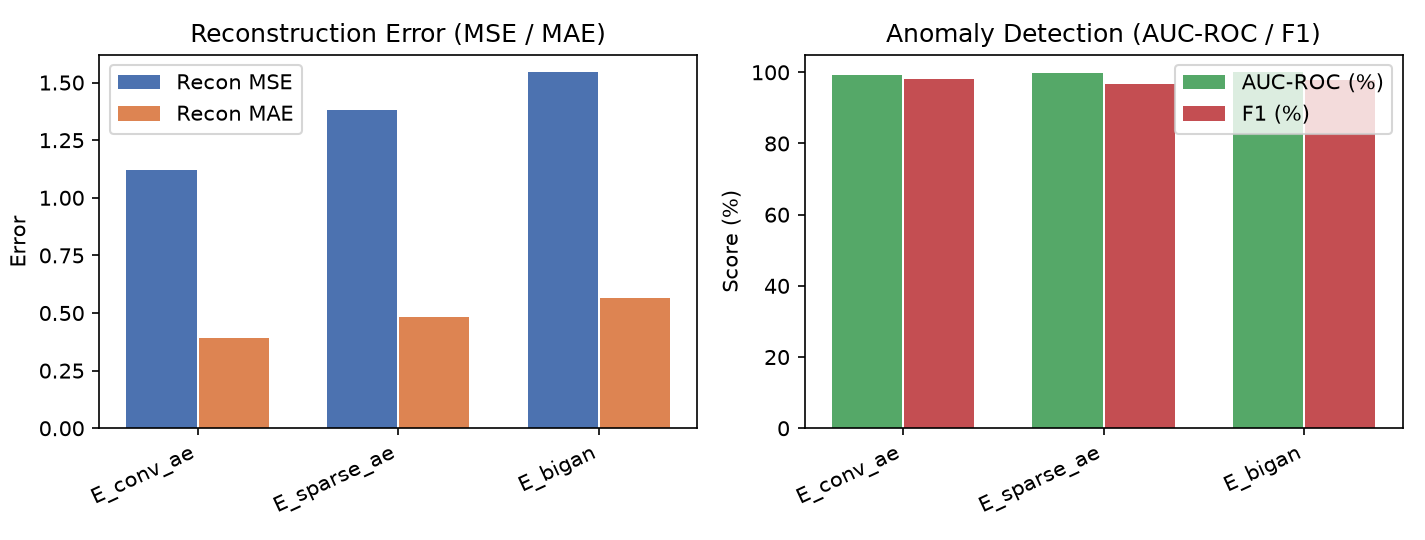 Reconstruction Error (MSE / MAE)
Recon MSE
Recon MAE
Error
1.50
1.25
1.00
0.75
0.50
0.25
0.00
E_conv_ae
E_sparse_ae
E_bigan
Anomaly Detection (AUC-ROC / F1)
AUC-ROC (%)
F1 (%)
Score (%)
100
80
60
40
20
0
E_conv_ae
E_sparse_ae
E_bigan